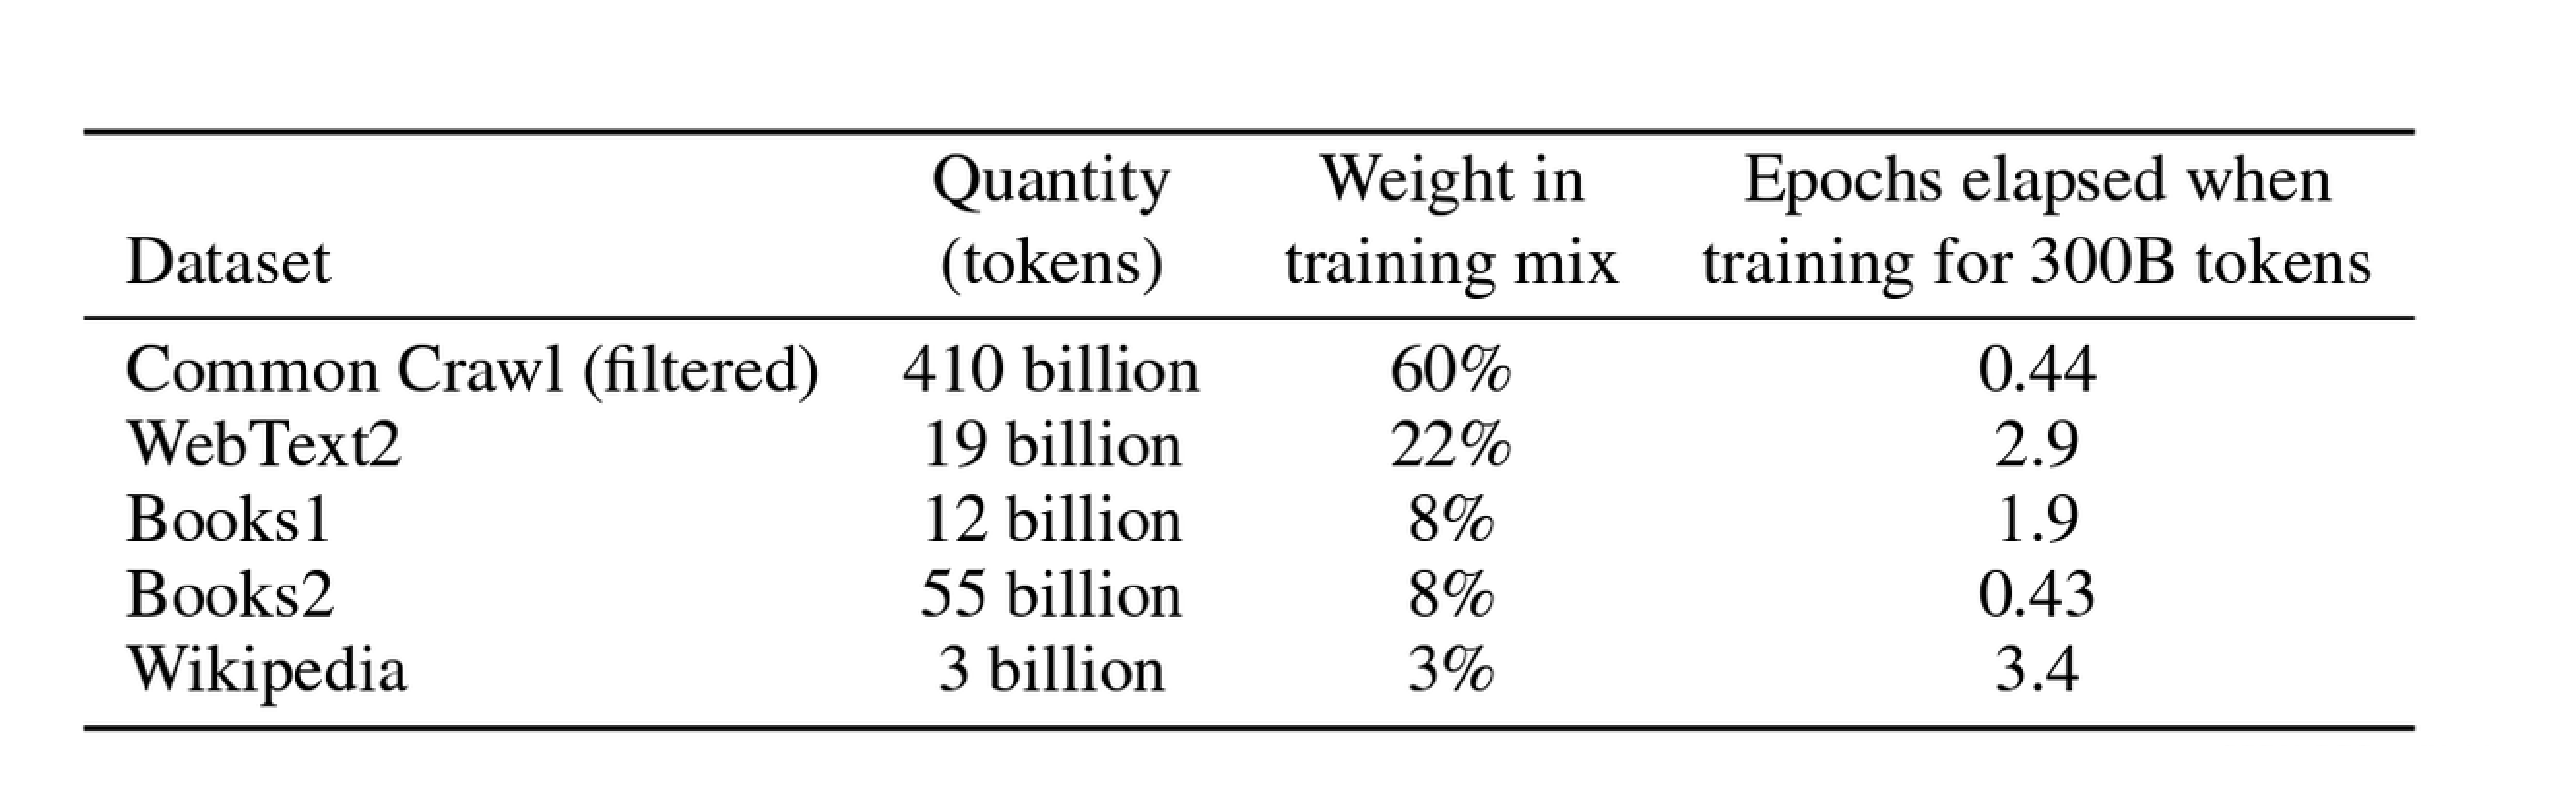 Quantity Weight in Epochs elapsed when
Dataset (tokens) training mix training for 300B tokens
Common Crawl (filtered) 410 billion 60% 0.44
WebText2 19 billion 22% 2.9
Books1 12 billion 8% 1.9
Books2 55 billion 8% 0.43
Wikipedia 3 billion 3% 3.4